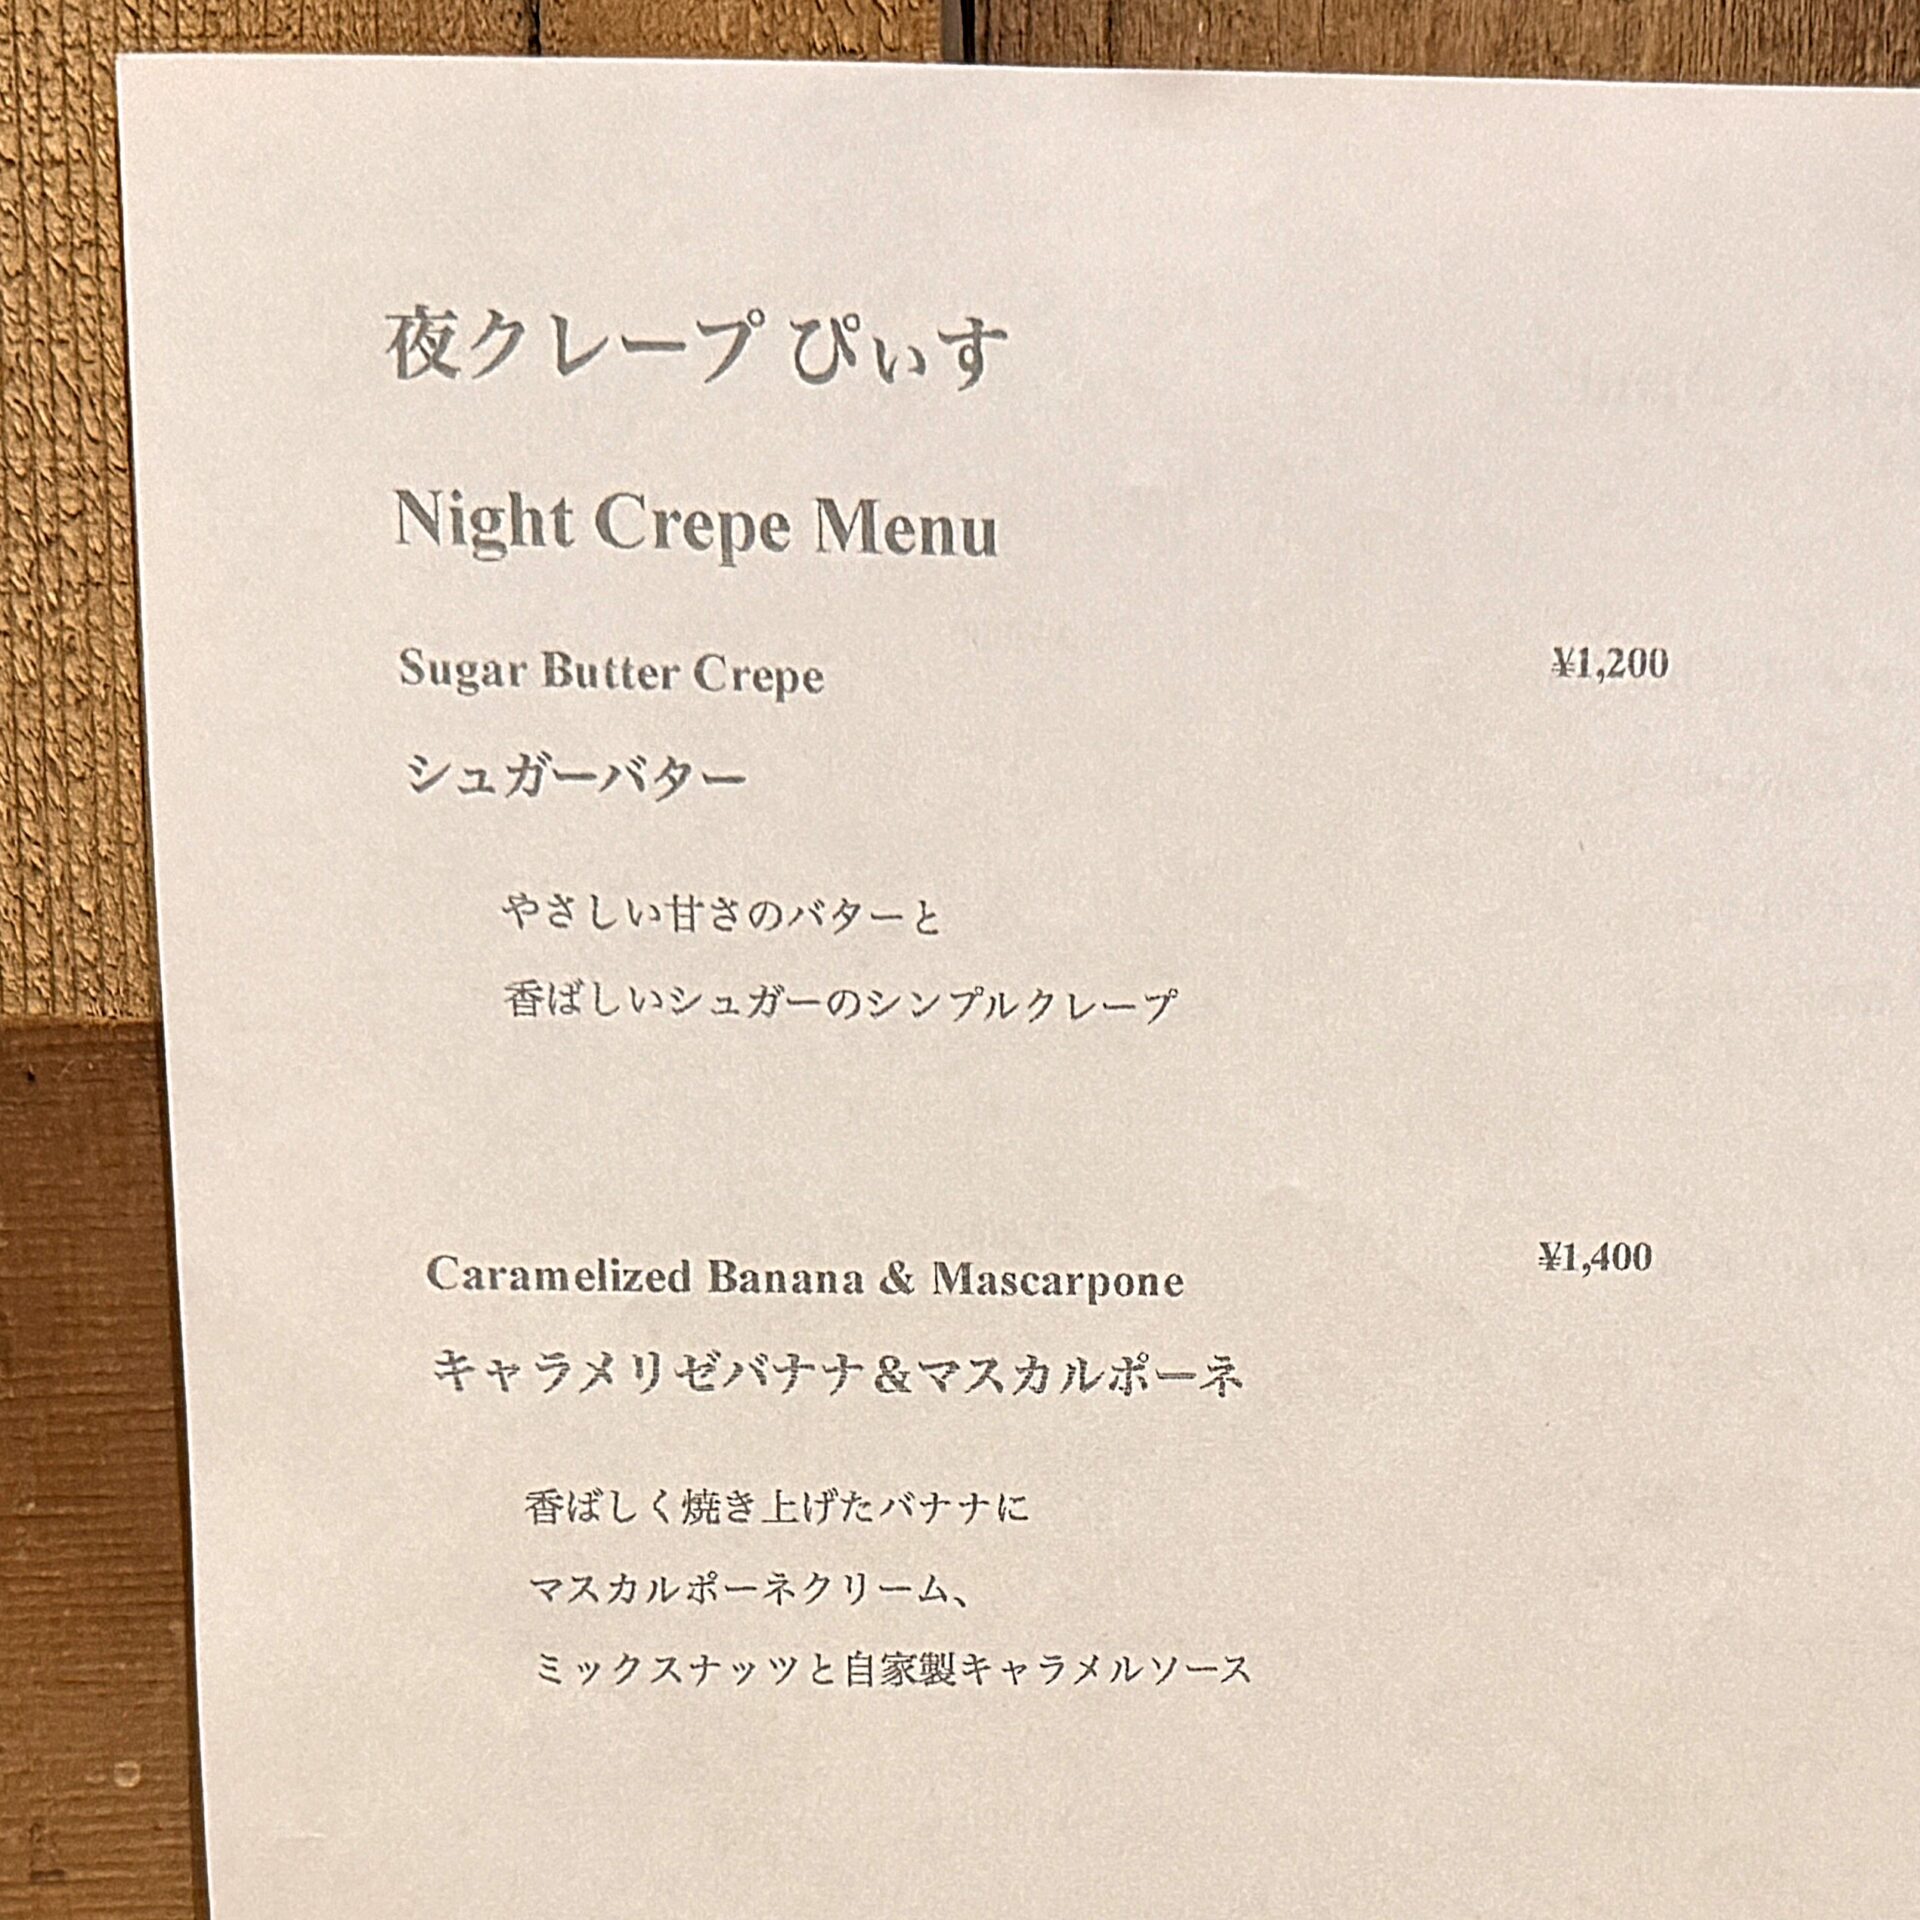 夜クレープ ぴぃす
Night Crepe Menu
Sugar Butter Crepe ¥1,200
シュガーバター
やさしい甘さのバターと
香ばしいシュガーのシンプルクレープ
Caramelized Banana & Mascarpone ¥1,400
キャラメリゼバナナ＆マスカルポーネ
香ばしく焼き上げたバナナに
マスカルポーネクリーム、
ミックスナッツと自家製キャラメルソース